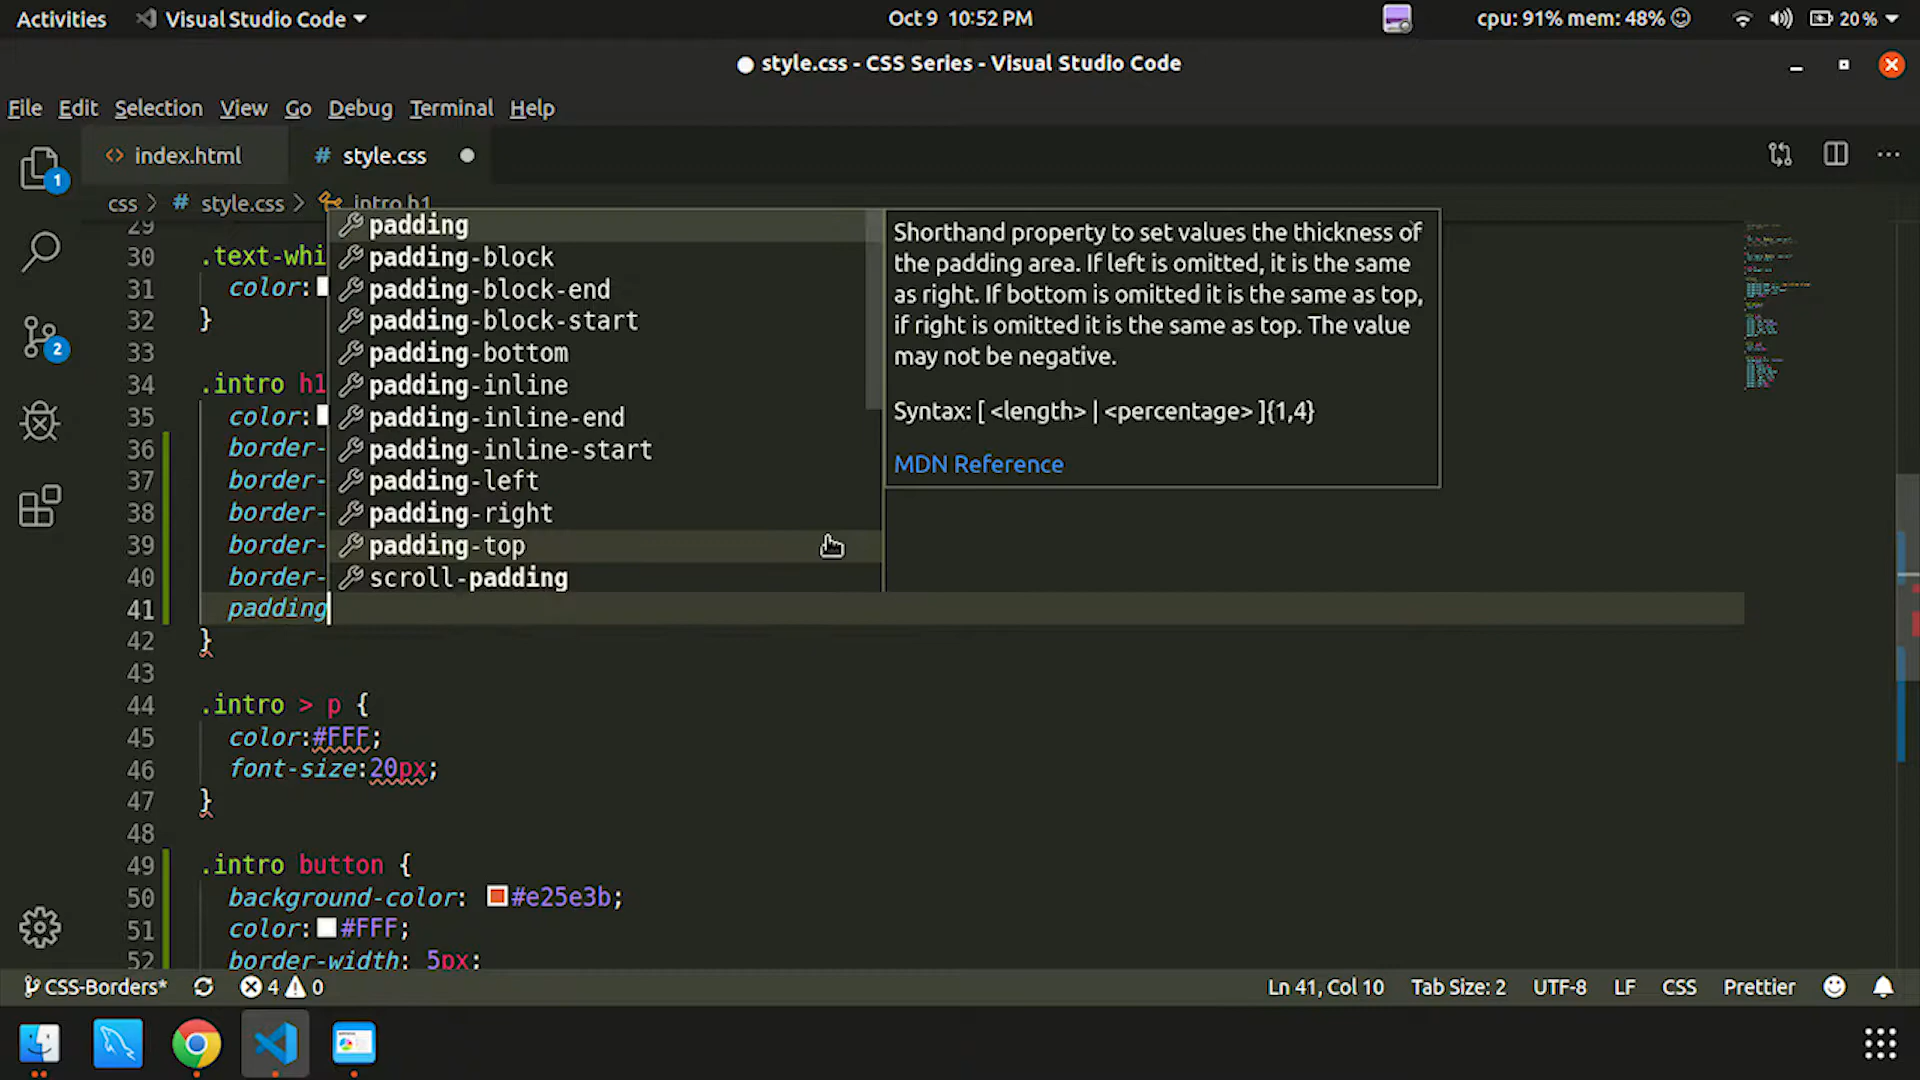 Activities Visual Studio Code Oct 9 10:52 PM cpu: 91% mem: 48% 20%
style.css - CSS Series - Visual Studio Code
File Edit Selection View Go Debug Terminal Help
index.html # style.css
css > # style.css > .intro h1
1
2
29
30 .text-whi
31 color:
32 }
33
34 .intro h1
35 color:
36 border-
37 border-
38 border-
39 border-
40 border-
41 padding
42 }
43
44 .intro > p {
45 color:#FFF;
46 font-size:20px;
47 }
48
49 .intro button {
50 background-color: #e25e3b;
51 color: #FFF;
52 border-width: 5px;
padding
padding-block
padding-block-end
padding-block-start
padding-bottom
padding-inline
padding-inline-end
padding-inline-start
padding-left
padding-right
padding-top
scroll-padding
Shorthand property to set values the thickness of
the padding area. If left is omitted, it is the same
as right. If bottom is omitted it is the same as top,
if right is omitted it is the same as top. The value
may not be negative.
Syntax: [ <length> | <percentage> ]{1,4}
MDN Reference
CSS-Borders* 4 0 Ln 41, Col 10 Tab Size: 2 UTF-8 LF CSS Prettier